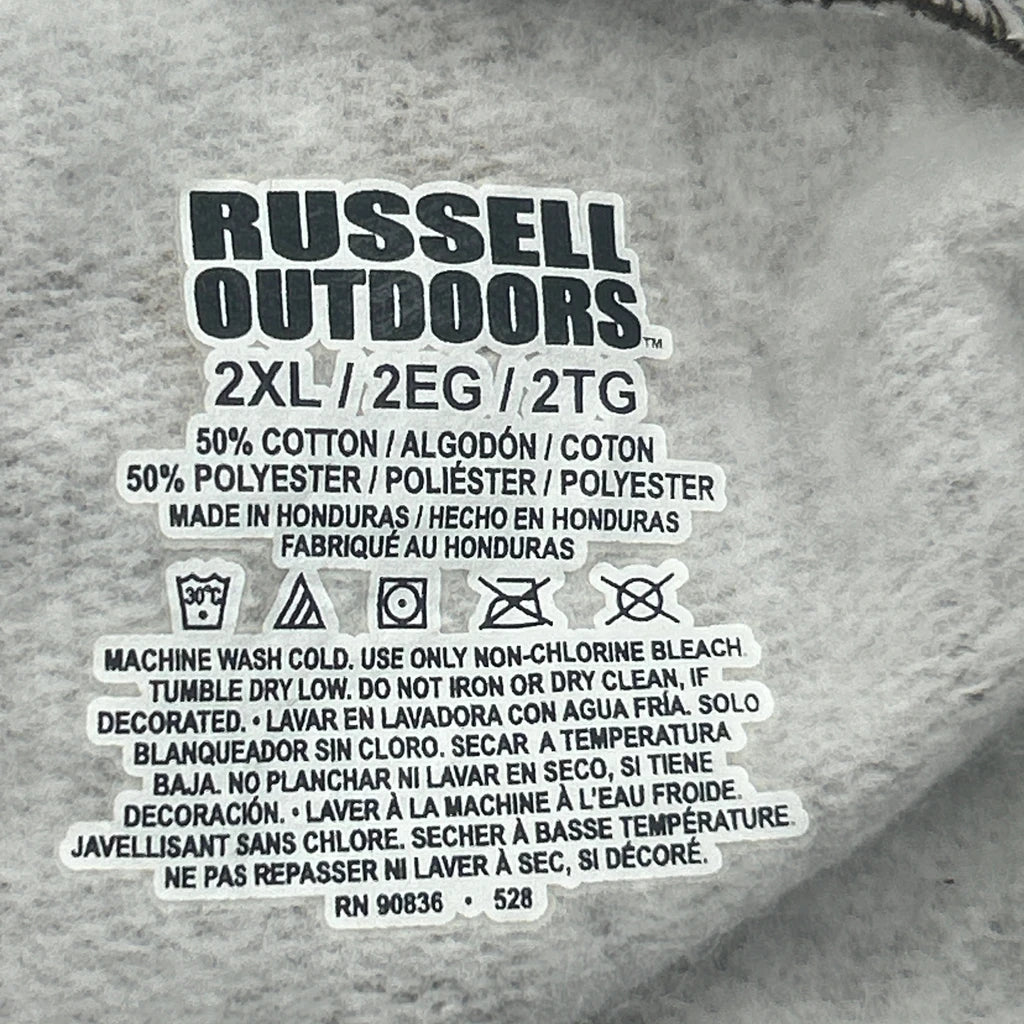 RUSSELL
OUTDOORS™
2XL / 2EG / 2TG
50% COTTON / ALGODÓN / COTON
50% POLYESTER / POLIÉSTER / POLYESTER
MADE IN HONDURAS / HECHO EN HONDURAS
FABRIQUÉ AU HONDURAS
30°C
MACHINE WASH COLD. USE ONLY NON-CHLORINE BLEACH.
TUMBLE DRY LOW. DO NOT IRON OR DRY CLEAN, IF
DECORATED. • LAVAR EN LAVADORA CON AGUA FRÍA. SOLO
BLANQUEADOR SIN CLORO. SECAR A TEMPERATURA
BAJA. NO PLANCHAR NI LAVAR EN SECO, SI TIENE
DECORACIÓN. • LAVER À LA MACHINE À L'EAU FROIDE.
JAVELLISANT SANS CHLORE. SECHER À BASSE TEMPÉRATURE.
NE PAS REPASSER NI LAVER À SEC, SI DÉCORÉ.
RN 90836 • 528